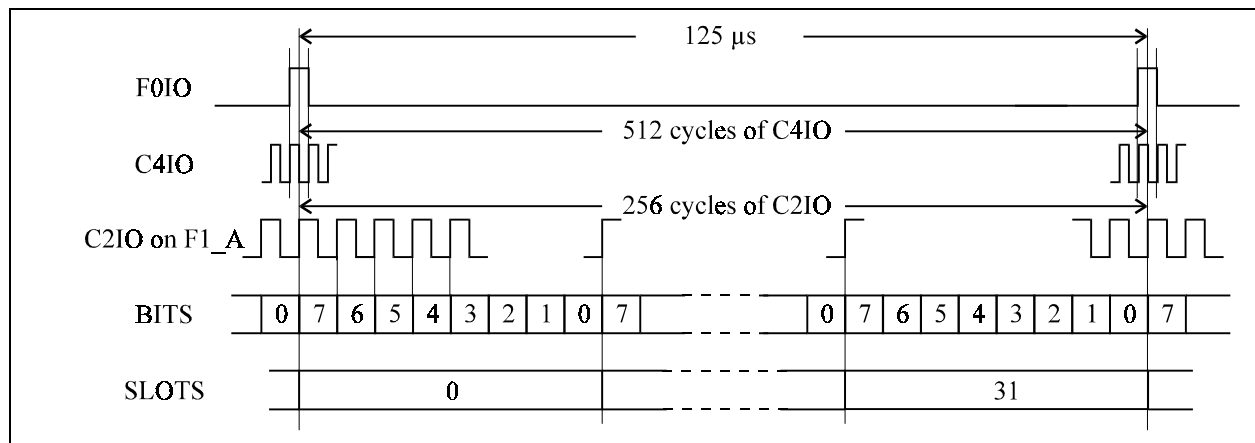 125 µs
F0IO
512 cycles of C4IO
C4IO
256 cycles of C2IO
C2IO on F1_A
BITS 0 7 6 5 4 3 2 1 0 7 0 7 6 5 4 3 2 1 0 7
SLOTS 0 31